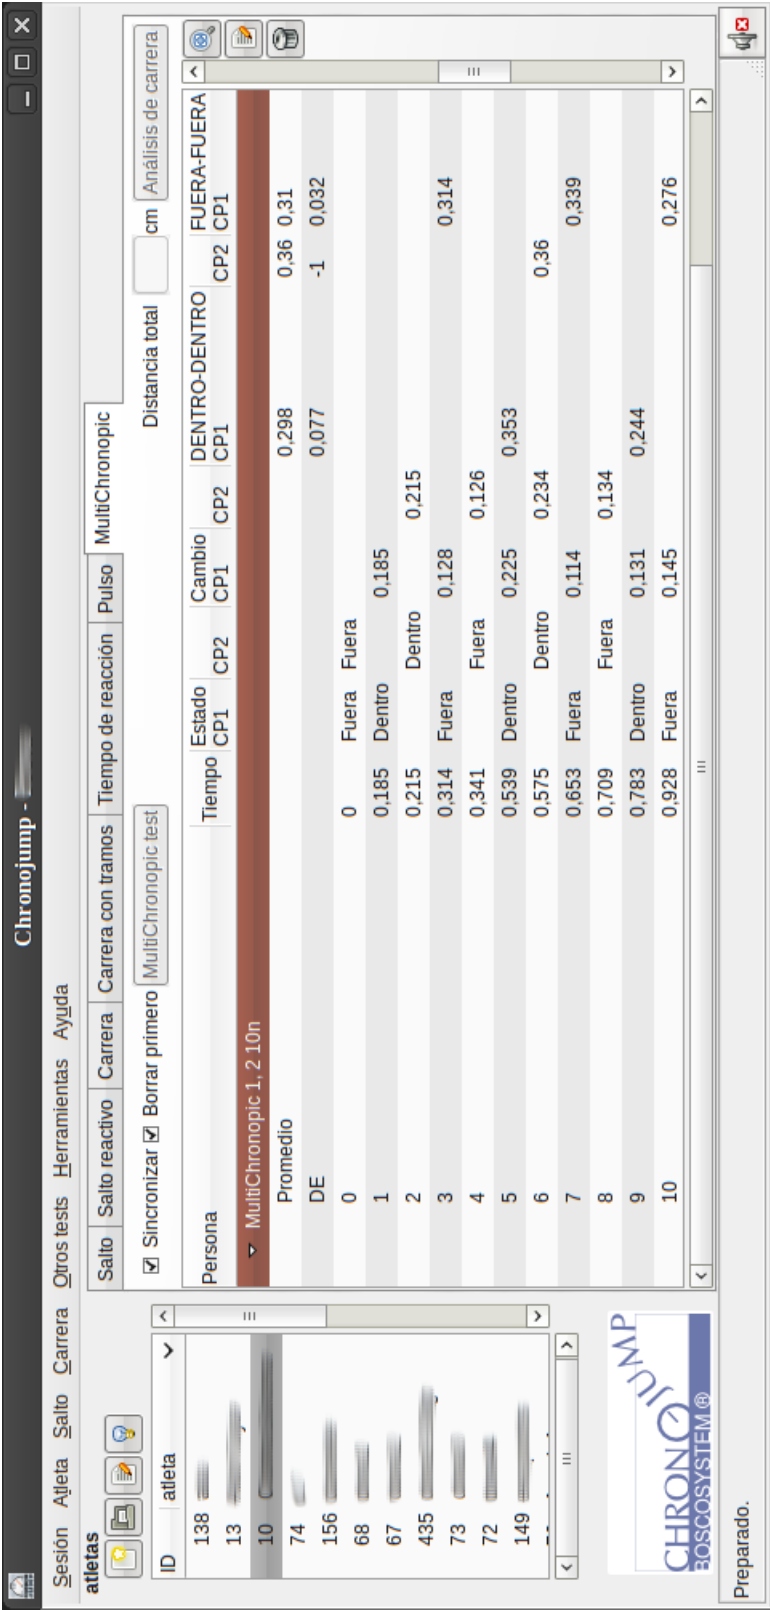 Chronojump -
Sesión Atleta Salto Carrera Otros tests Herramientas Ayuda
atletas
ID atleta
138
13
10
74
156
68
67
435
73
72
149
CHRONOJUMP
BOSCOSYSTEM ®
Salto Salto reactivo Carrera Carrera con tramos Tiempo de reacción Pulso MultiChronopic
Sincronizar Borrar primero MultiChronopic test Distancia total cm Análisis de carrera
Persona Tiempo Estado Cambio DENTRO-DENTRO FUERA-FUERA
CP1 CP2 CP1 CP2 CP1 CP2 CP1
MultiChronopic 1, 2 10n
Promedio 0,298 0,36 0,31
DE 0,077 -1 0,032
0 0 Fuera Fuera
1 0,185 Dentro 0,185
2 0,215 Dentro 0,215
3 0,314 Fuera 0,128 0,314
4 0,341 Fuera 0,126
5 0,539 Dentro 0,225 0,353
6 0,575 Dentro 0,234 0,36
7 0,653 Fuera 0,114 0,339
8 0,709 Fuera 0,134
9 0,783 Dentro 0,131 0,244
10 0,928 Fuera 0,145 0,276
Preparado.